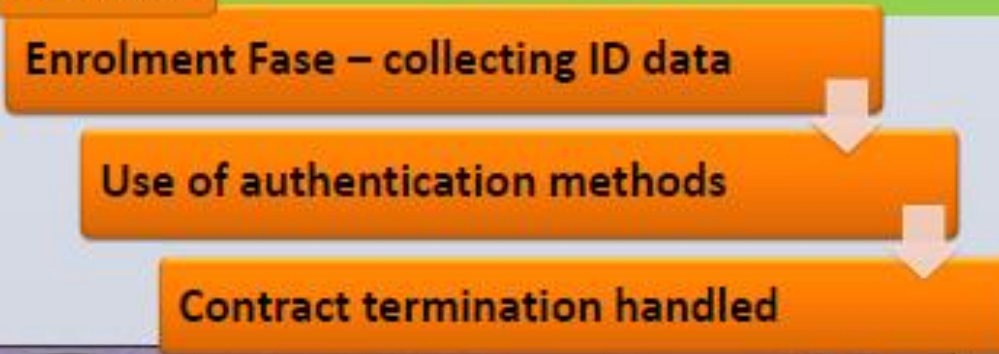 Enrolment Fase – collecting ID data
Use of authentication methods
Contract termination handled